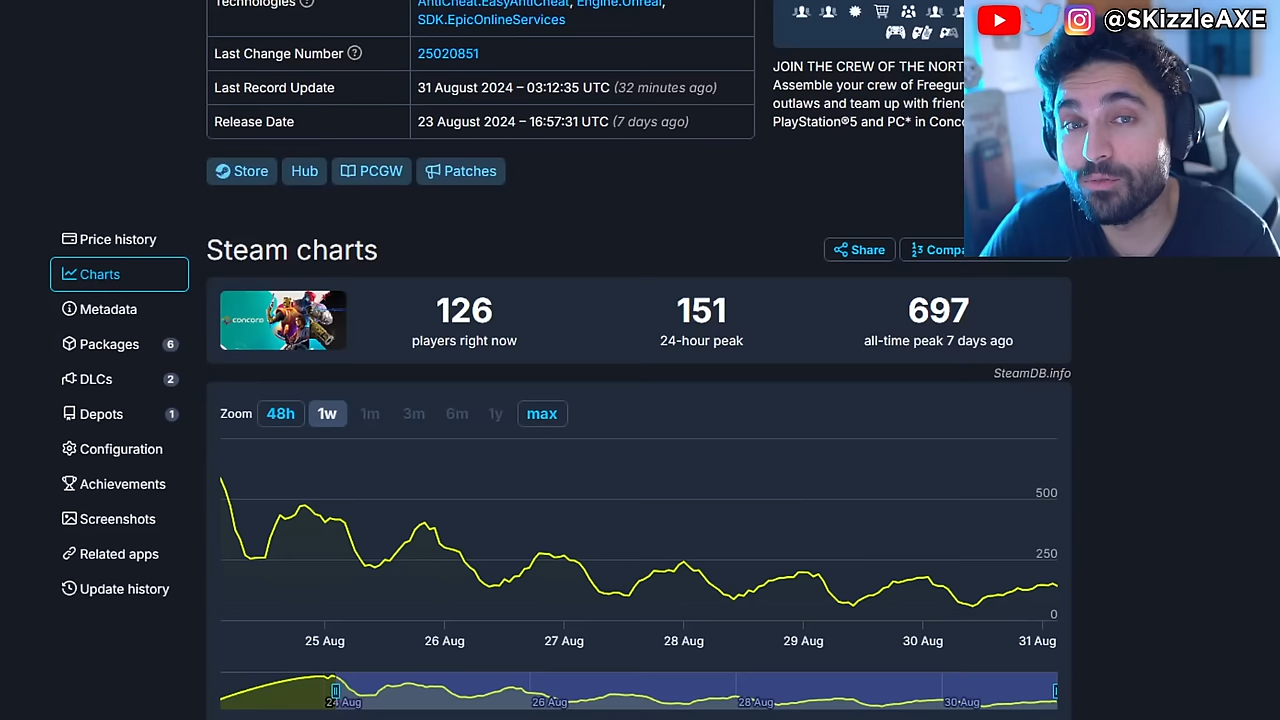 Technologies
AntiCheat.EasyAntiCheat, Engine.Unreal,
SDK.EpicOnlineServices
Last Change Number
25020851
Last Record Update
31 August 2024 – 03:12:35 UTC (32 minutes ago)
Release Date
23 August 2024 – 16:57:31 UTC (7 days ago)
JOIN THE CREW OF THE NORT
Assemble your crew of Freegun
outlaws and team up with friend
PlayStation®5 and PC* in Conco
@SKizzleAXE
Store
Hub
PCGW
Patches
Price history
Charts
Metadata
Packages 6
DLCs 2
Depots 1
Configuration
Achievements
Screenshots
Related apps
Update history
Steam charts
Share
Compa
CONCORD
126
players right now
151
24-hour peak
697
all-time peak 7 days ago
SteamDB.info
Zoom 48h 1w 1m 3m 6m 1y max
500
250
0
25 Aug 26 Aug 27 Aug 28 Aug 29 Aug 30 Aug 31 Aug
24 Aug 26 Aug 28 Aug 30 Aug